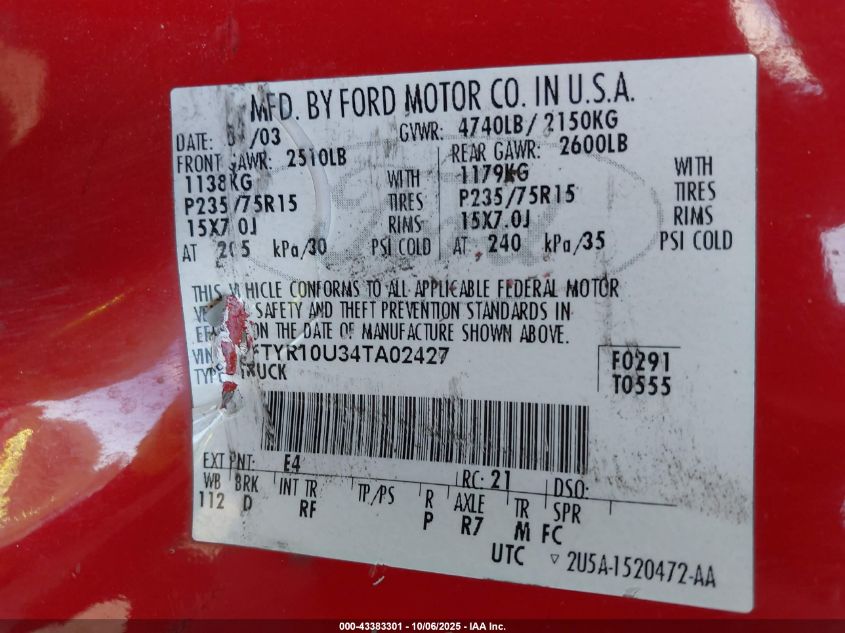 MFD. BY FORD MOTOR CO. IN U.S.A.
DATE: /03 GVWR: 4740LB/ 2150KG
FRONT GAWR: 2510LB REAR GAWR: 2600LB
1138KG WITH 1179KG WITH
P235/75R15 TIRES P235/75R15 TIRES
15X7.0J RIMS 15X7.0J RIMS
AT 205 kPa/30 PSI COLD AT 240 kPa/35 PSI COLD
THIS VEHICLE CONFORMS TO ALL APPLICABLE FEDERAL MOTOR
SAFETY AND THEFT PREVENTION STANDARDS IN
ON THE DATE OF MANUFACTURE SHOWN ABOVE.
VIN: FTYR10U34TA02427 F0291
TYPE: TRUCK T0555
EXT PNT: E4 RC: 21 DSO:
WB BRK INT TR TP/PS R AXLE TR SPR
112 D RF P R7 M FC
UTC ▽ 2U5A-1520472-AA
000-43383301 - 10/06/2025 - IAA Inc.